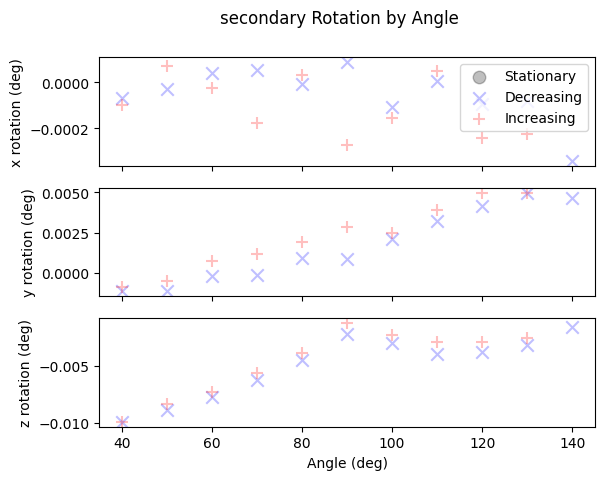 secondary Rotation by Angle
x rotation (deg)
0.0000
−0.0002
Stationary
Decreasing
Increasing
y rotation (deg)
0.0050
0.0025
0.0000
z rotation (deg)
−0.005
−0.010
40 60 80 100 120 140
Angle (deg)